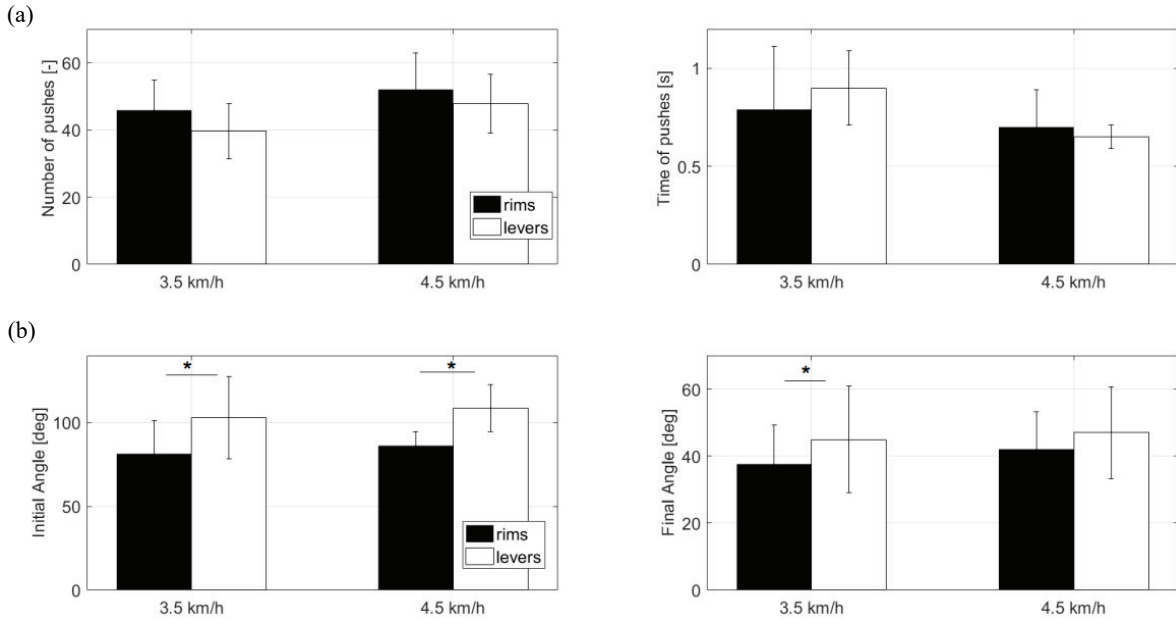 (a)
Number of pushes [-]
60
40
20
0
3.5 km/h
4.5 km/h
rims
levers
Time of pushes [s]
1
0.5
0
3.5 km/h
4.5 km/h
(b)
Initial Angle [deg]
100
50
0
*
*
3.5 km/h
4.5 km/h
rims
levers
Final Angle [deg]
60
40
20
0
*
3.5 km/h
4.5 km/h